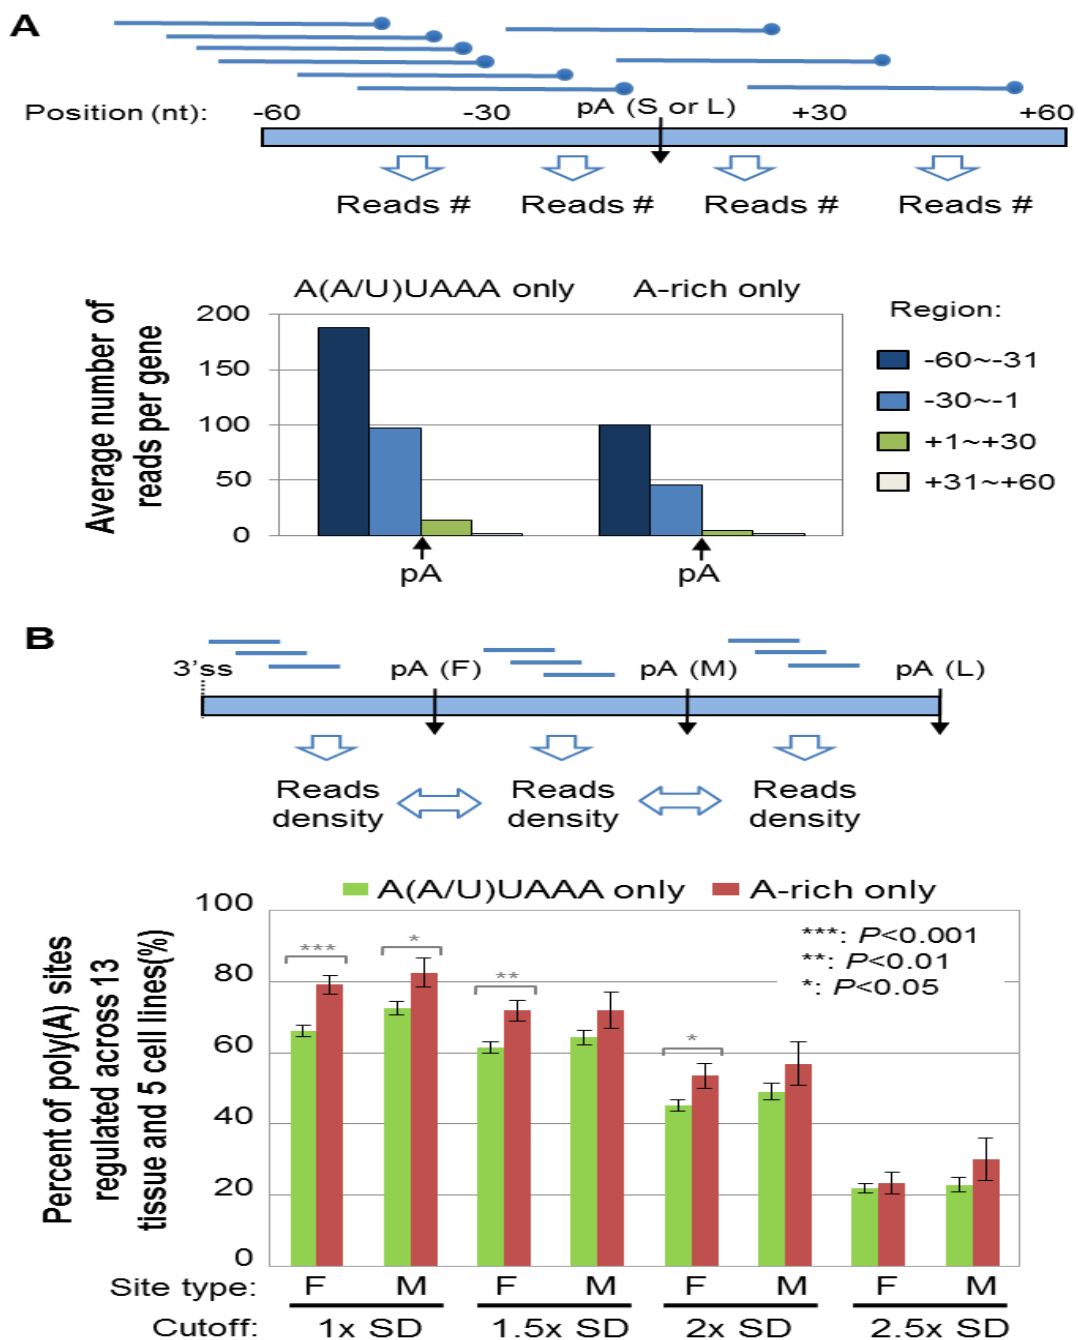 A
Position (nt): -60 -30 pA (S or L) +30 +60
Reads # Reads # Reads # Reads #
A(A/U)UAAA only A-rich only
Average number of
reads per gene
200
150
100
50
0
pA pA
Region:
-60~-31
-30~-1
+1~+30
+31~+60
B
3'ss pA (F) pA (M) pA (L)
Reads Reads Reads
density density density
A(A/U)UAAA only A-rich only
Percent of poly(A) sites
regulated across 13
tissue and 5 cell lines(%)
100
80
60
40
20
0
*** * ** *
***: P<0.001
**: P<0.01
*: P<0.05
Site type: F M F M F M F M
Cutoff: 1x SD 1.5x SD 2x SD 2.5x SD